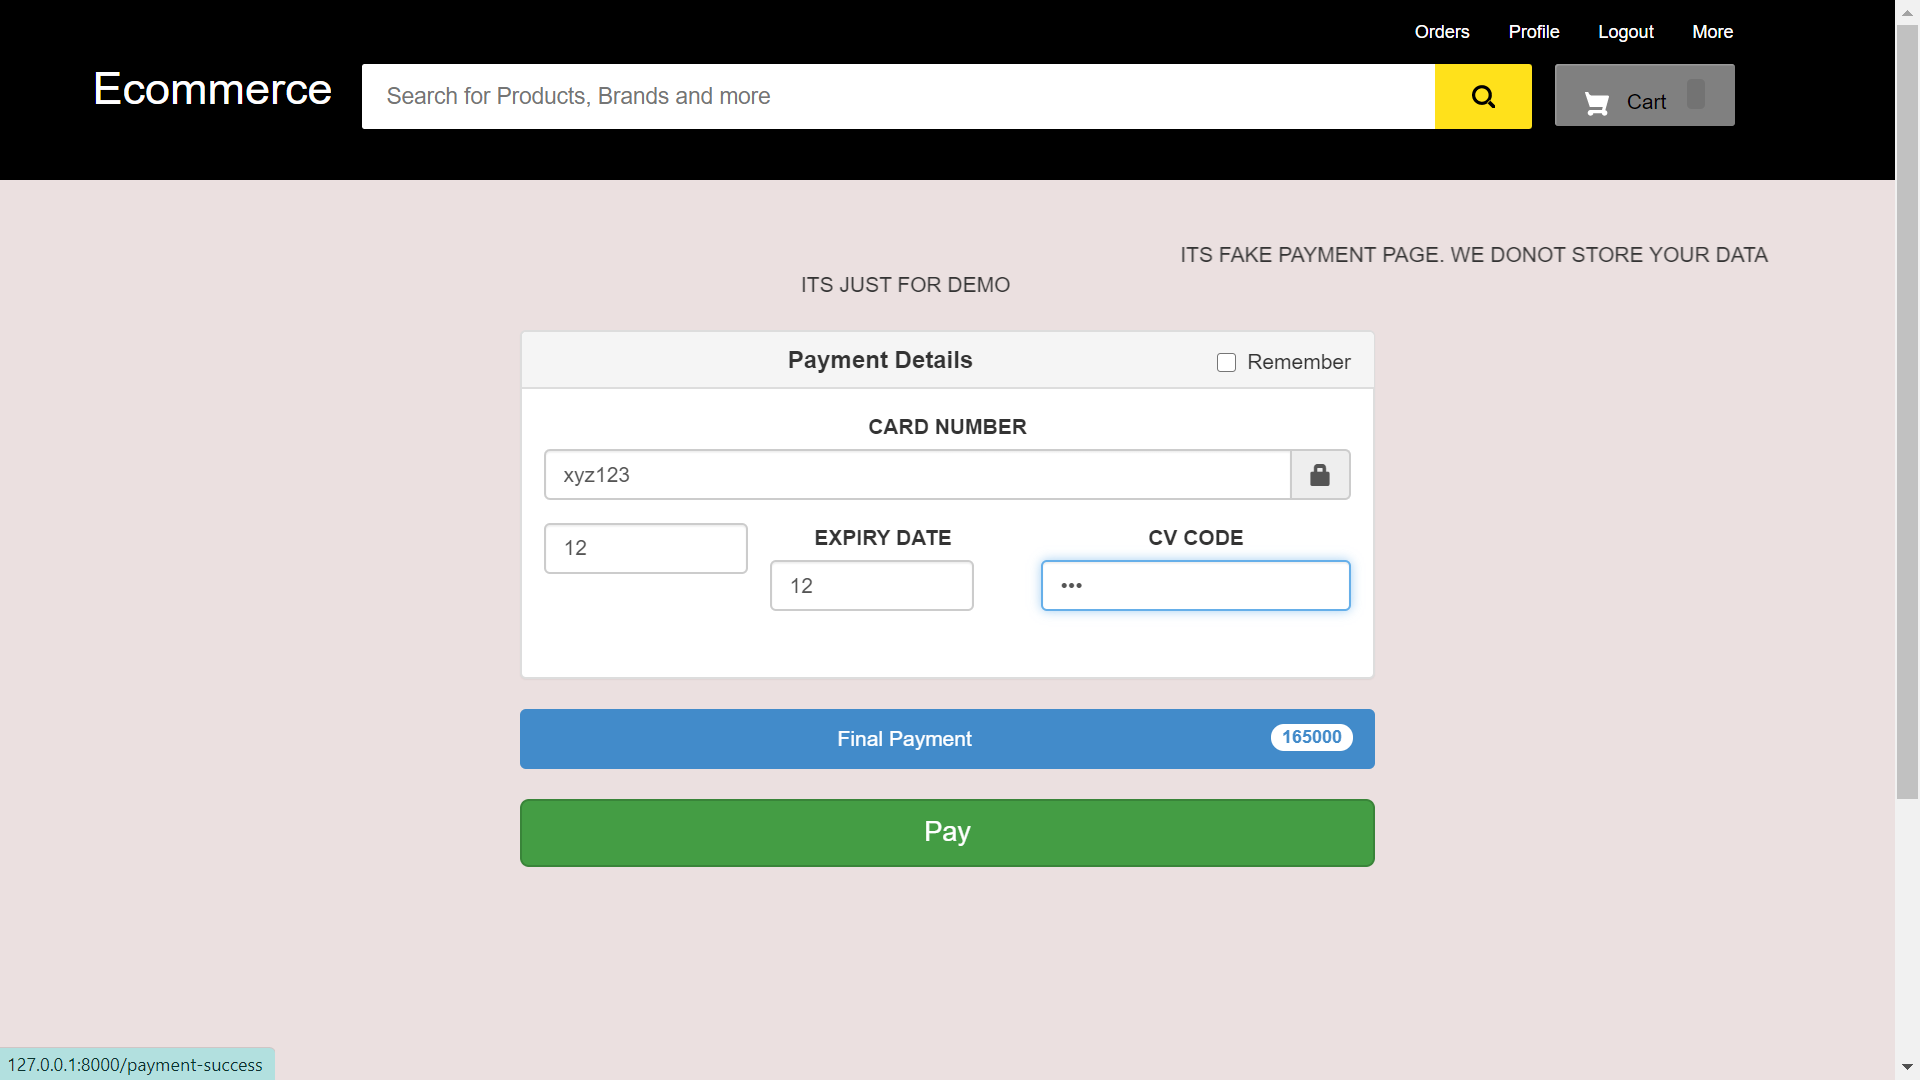 Orders Profile Logout More
Ecommerce
Search for Products, Brands and more
Cart
ITS FAKE PAYMENT PAGE. WE DONOT STORE YOUR DATA
ITS JUST FOR DEMO
Payment Details
Remember
CARD NUMBER
xyz123
12
EXPIRY DATE
12
CV CODE
•••
Final Payment
165000
Pay
127.0.0.1:8000/payment-success